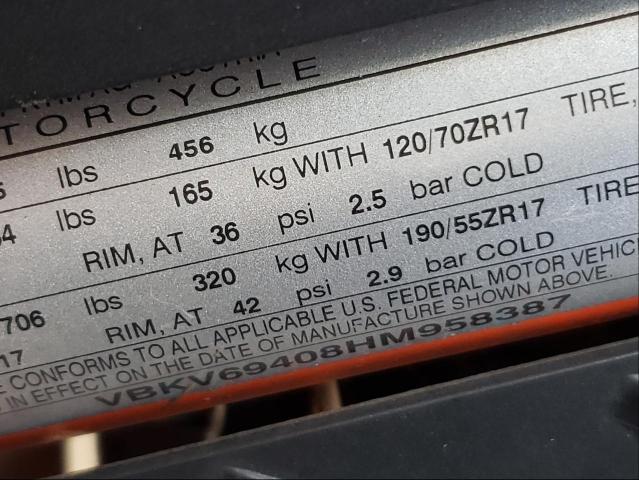 TORCYCLE
lbs 456 kg
lbs 165 kg WITH 120/70ZR17 TIRE,
RIM, AT 36 psi 2.5 bar COLD
706 lbs 320 kg WITH 190/55ZR17 TIRE
17 RIM, AT 42 psi 2.9 bar COLD
CONFORMS TO ALL APPLICABLE U.S. FEDERAL MOTOR VEHIC
IN EFFECT ON THE DATE OF MANUFACTURE SHOWN ABOVE.
VBKV69408HM958387